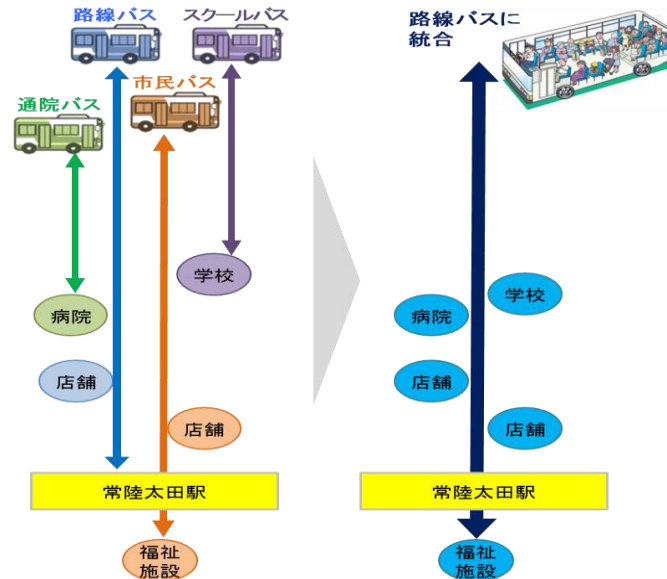 路線バス
スクールバス
市民バス
通院バス
学校
病院
店舗
店舗
常陸太田駅
福祉
施設
路線バスに
統合
学校
病院
店舗
店舗
常陸太田駅
福祉
施設